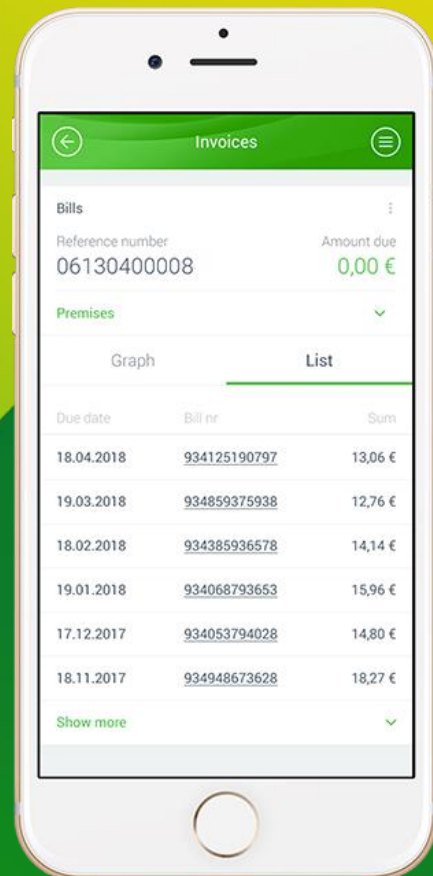 Invoices
Bills
Reference number Amount due
06130400008 0,00 €
Premises
Graph List
Due date Bill nr Sum
18.04.2018 934125190797 13,06 €
19.03.2018 934859375938 12,76 €
18.02.2018 934385936578 14,14 €
19.01.2018 934068793653 15,96 €
17.12.2017 934053794028 14,80 €
18.11.2017 934948673628 18,27 €
Show more